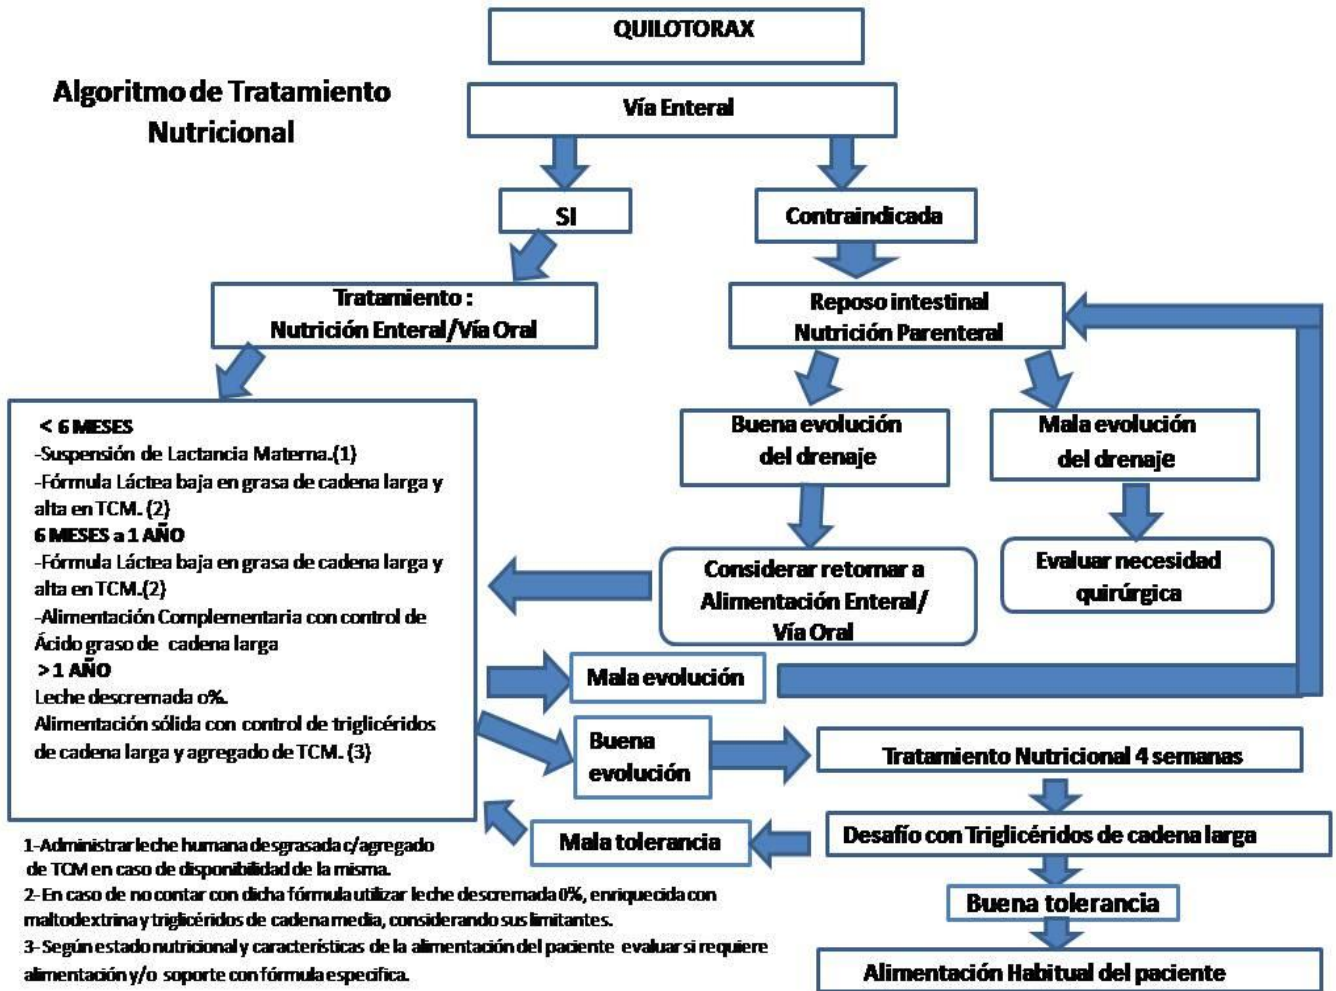 QUILOTORAX
Algoritmo de Tratamiento
Nutricional
Vía Enteral
SI
Contraindicada
Tratamiento :
Nutrición Enteral/Vía Oral
Reposo intestinal
Nutrición Parenteral
Buena evolución
del drenaje
Mala evolución
del drenaje
Considerar retornar a
Alimentación Enteral/
Vía Oral
Evaluar necesidad
quirúrgica
< 6 MESES
-Suspensión de Lactancia Materna.(1)
-Fórmula Láctea baja en grasa de cadena larga y
alta en TCM. (2)
6 MESES a 1 AÑO
-Fórmula Láctea baja en grasa de cadena larga y
alta en TCM.(2)
-Alimentación Complementaria con control de
Ácido graso de cadena larga
> 1 AÑO
Leche descremada 0%.
Alimentación sólida con control de triglicéridos
de cadena larga y agregado de TCM. (3)
Mala evolución
Buena
evolución
Tratamiento Nutricional 4 semanas
Desafío con Triglicéridos de cadena larga
Mala tolerancia
Buena tolerancia
Alimentación Habitual del paciente
1-Administrar leche humana desgrasada c/agregado
de TCM en caso de disponibilidad de la misma.
2-En caso de no contar con dicha fórmula utilizar leche descremada 0%, enriquecida con
maltodextrina y triglicéridos de cadena media, considerando sus limitantes.
3-Según estado nutricional y características de la alimentación del paciente evaluar si requiere
alimentación y/o soporte con fórmula especifica.